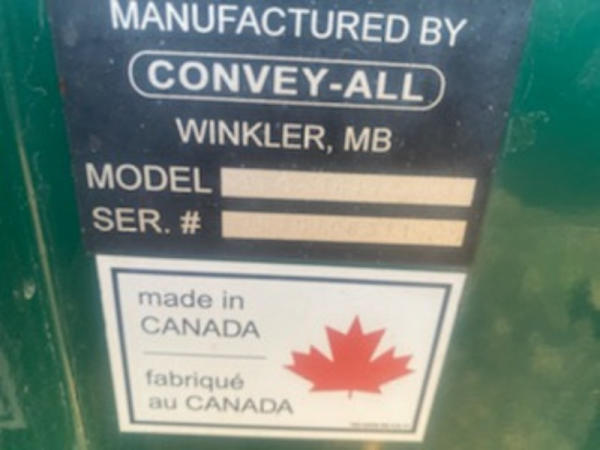 MANUFACTURED BY
CONVEY-ALL
WINKLER, MB
MODEL
SER. #
made in
CANADA
fabriqué
au CANADA